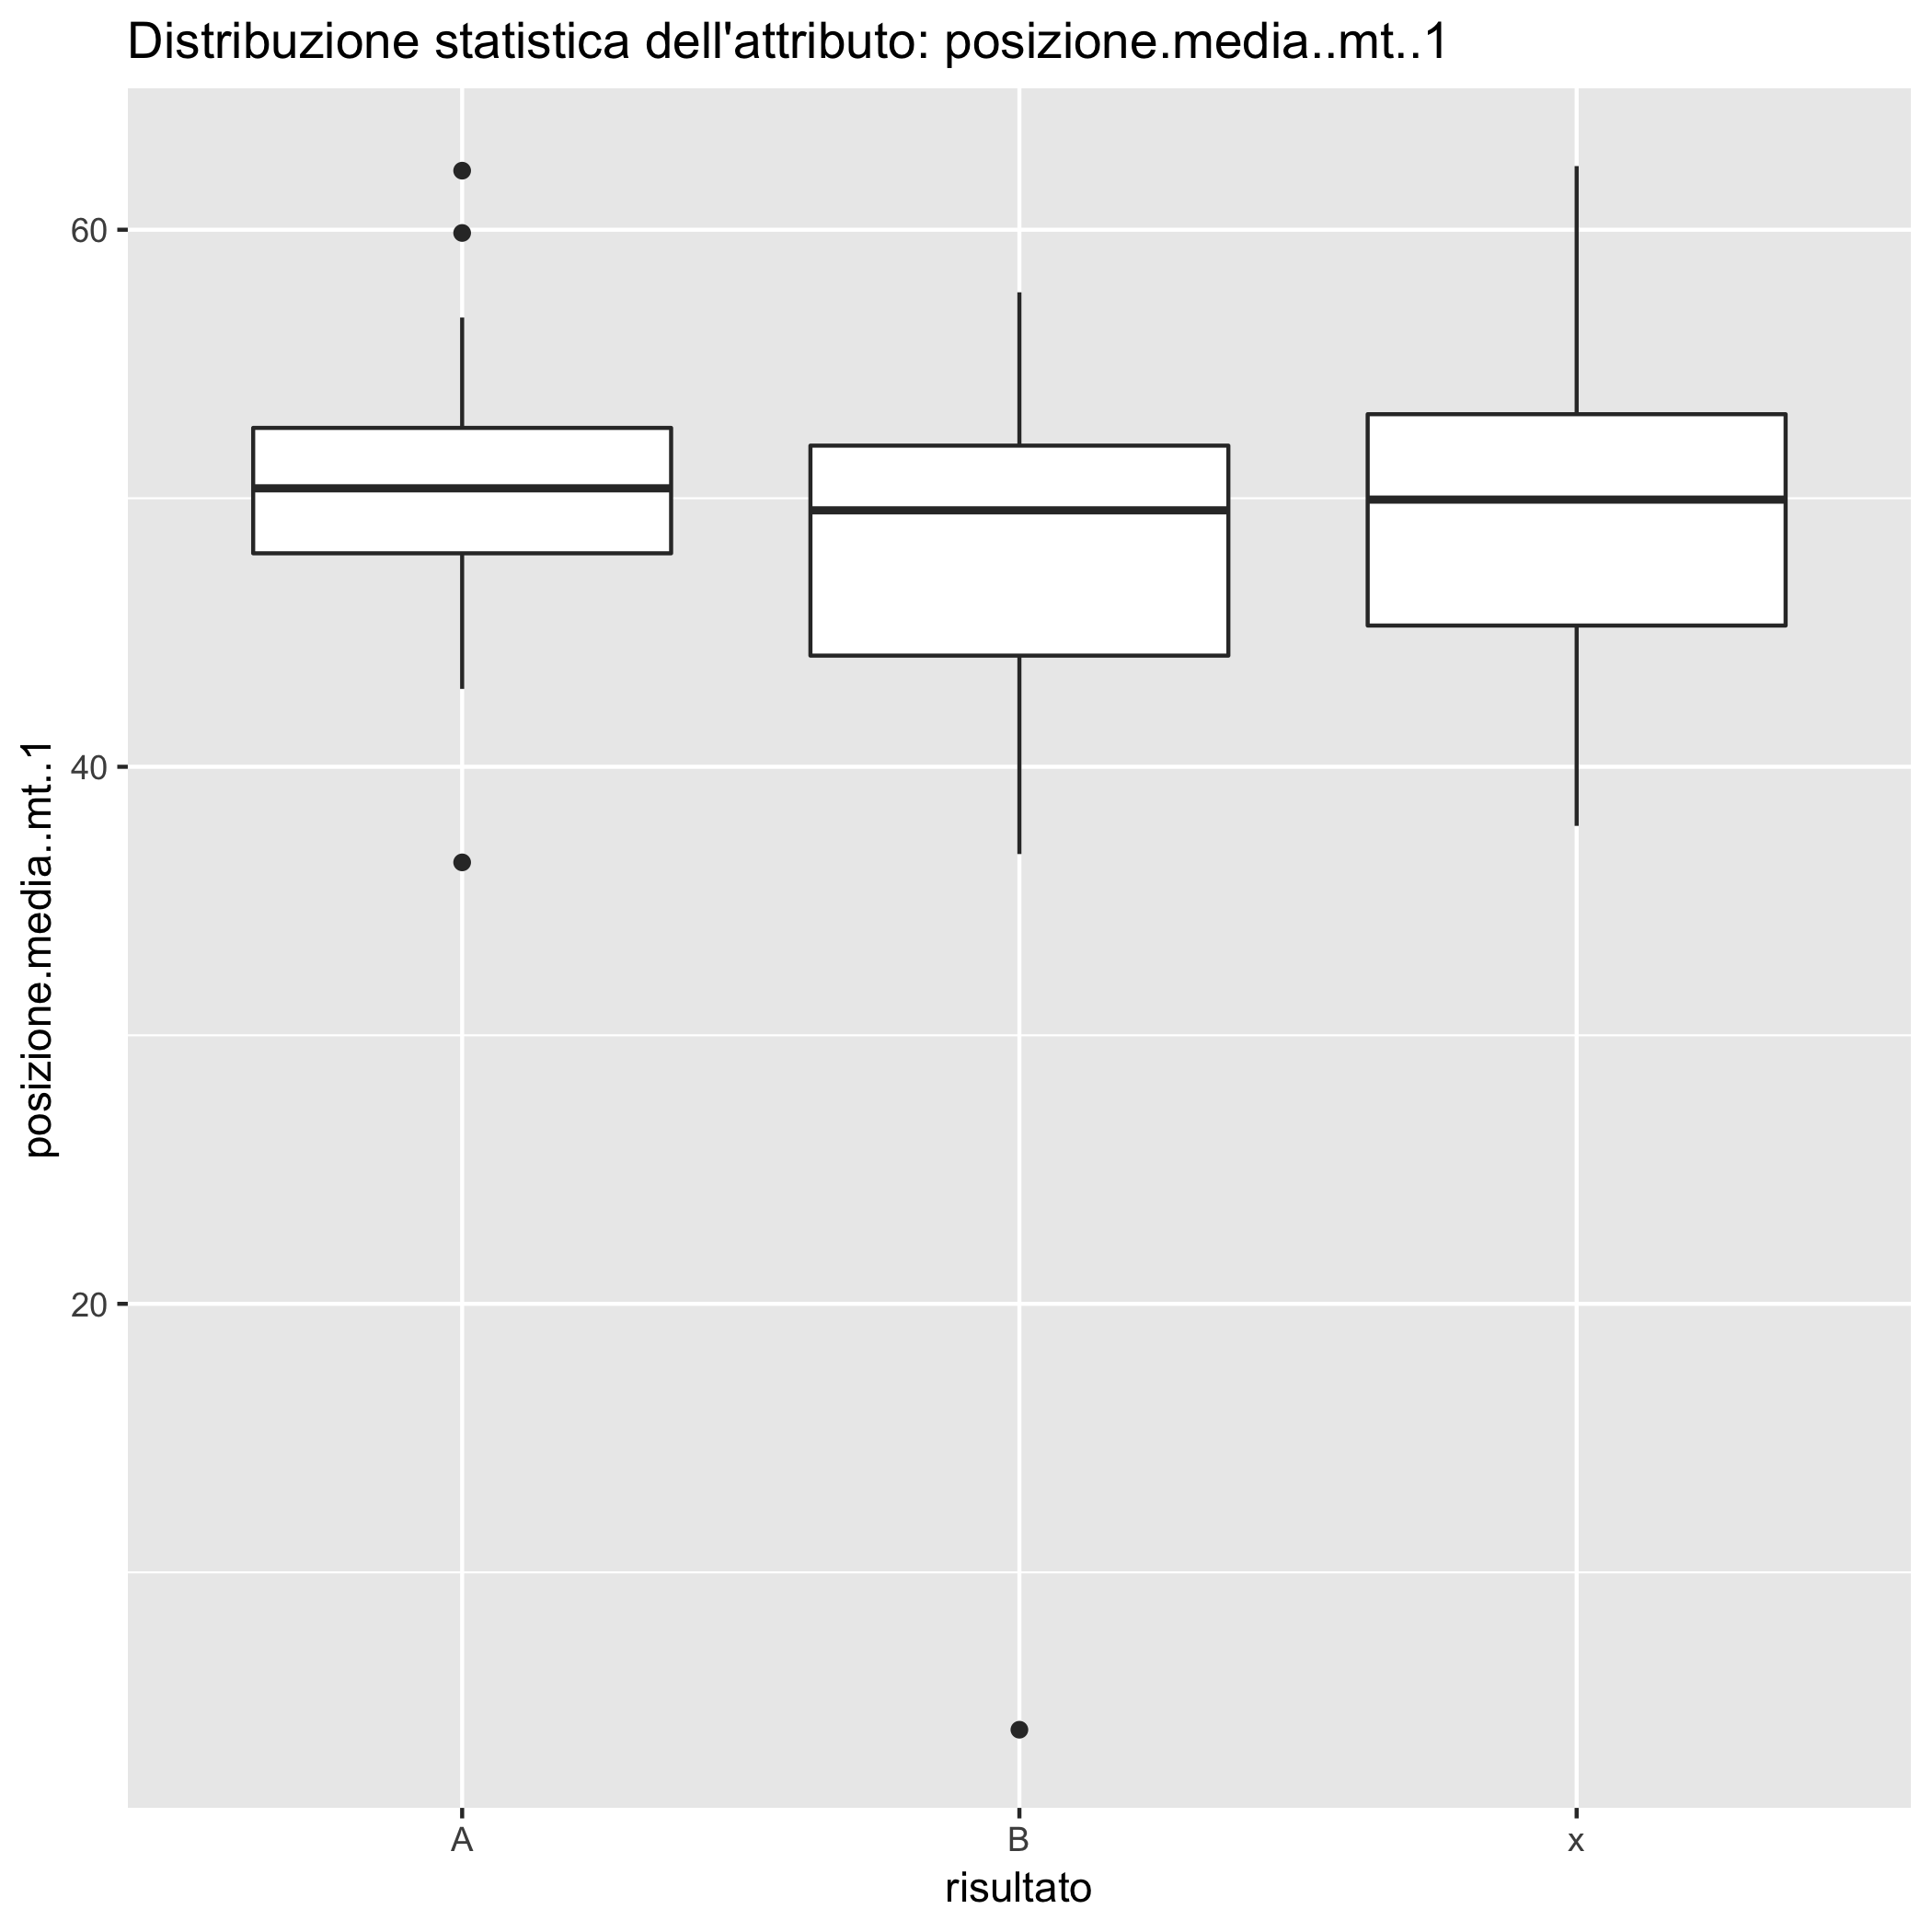 Distribuzione statistica dell'attributo: posizione.media..mt..1
posizione.media..mt..1
60
40
20
A
B
x
risultato